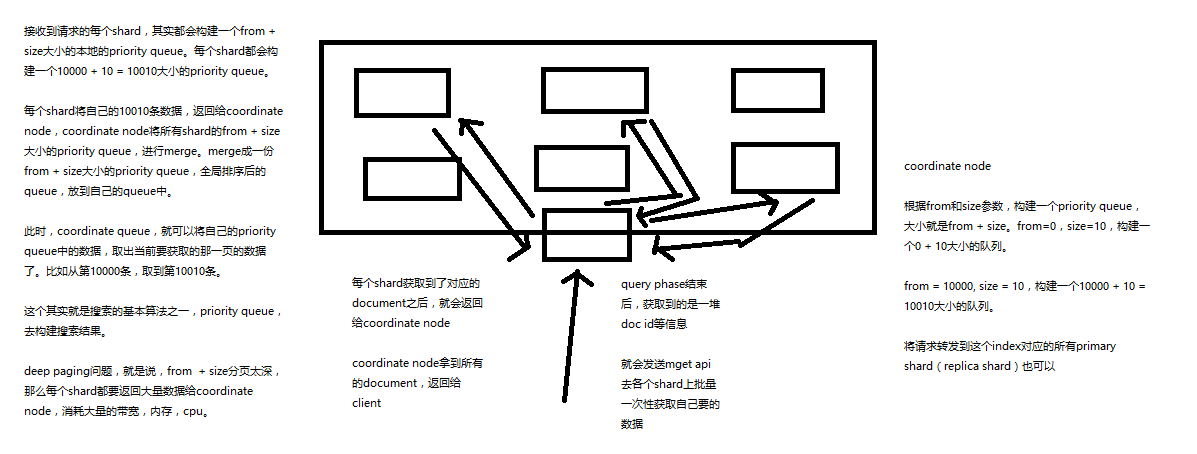 接收到请求的每个shard，其实都会构建一个from +
size大小的本地的priority queue。每个shard都会构
建一个10000 + 10 = 10010大小的priority queue。
每个shard将自己的10010条数据，返回给coordinate
node，coordinate node将所有shard的from + size
大小的priority queue，进行merge。merge成一份
from + size大小的priority queue，全局排序后的
queue，放到自己的queue中。
此时，coordinate queue，就可以将自己的priority
queue中的数据，取出当前要获取的那一页的数据
了。比如从第10000条，取到第10010条。
这个其实就是搜索的基本算法之一，priority queue，
去构建搜索结果。
deep paging问题，就是说，from  + size分页太深，
那么每个shard都要返回大量数据给coordinate
node，消耗大量的带宽，内存，cpu。
每个shard获取到了对应的
document之后，就会返回
给coordinate node
coordinate node拿到所有
的document，返回给
client
query phase结束
后，获取到的是一堆
doc id等信息
就会发送mget api
去各个shard上批量
一次性获取自己要的
数据
coordinate node
根据from和size参数，构建一个priority queue，
大小就是from + size。from=0，size=10，构建一
个0 + 10大小的队列。
from = 10000, size = 10，构建一个10000 + 10 =
10010大小的队列。
将请求转发到这个index对应的所有primary
shard（replica shard）也可以